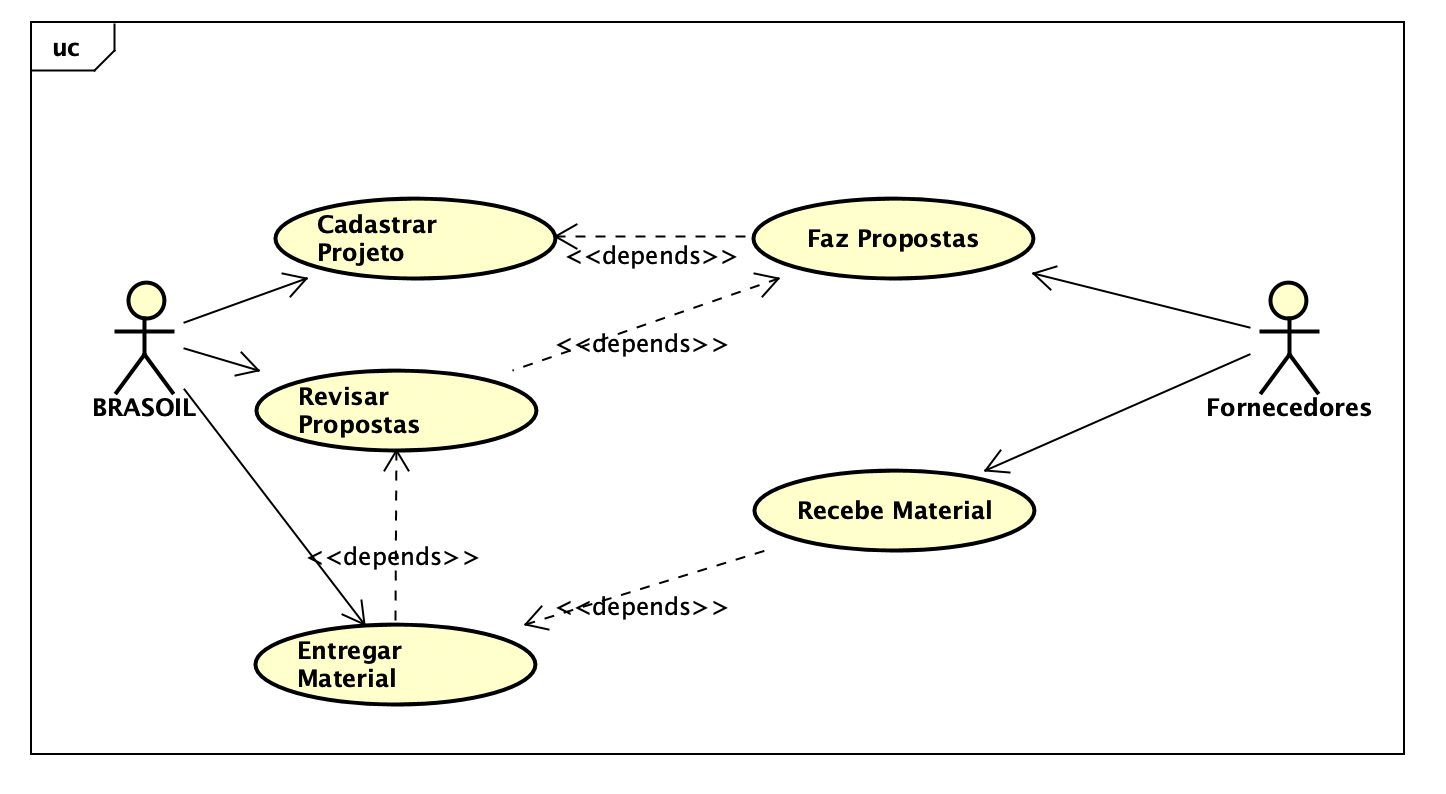 uc
Cadastrar
Projeto
Faz Propostas
<<depends>>
<<depends>>
Revisar
Propostas
BRASOIL
Fornecedores
Recebe Material
<<depends>>
<<depends>>
Entregar
Material